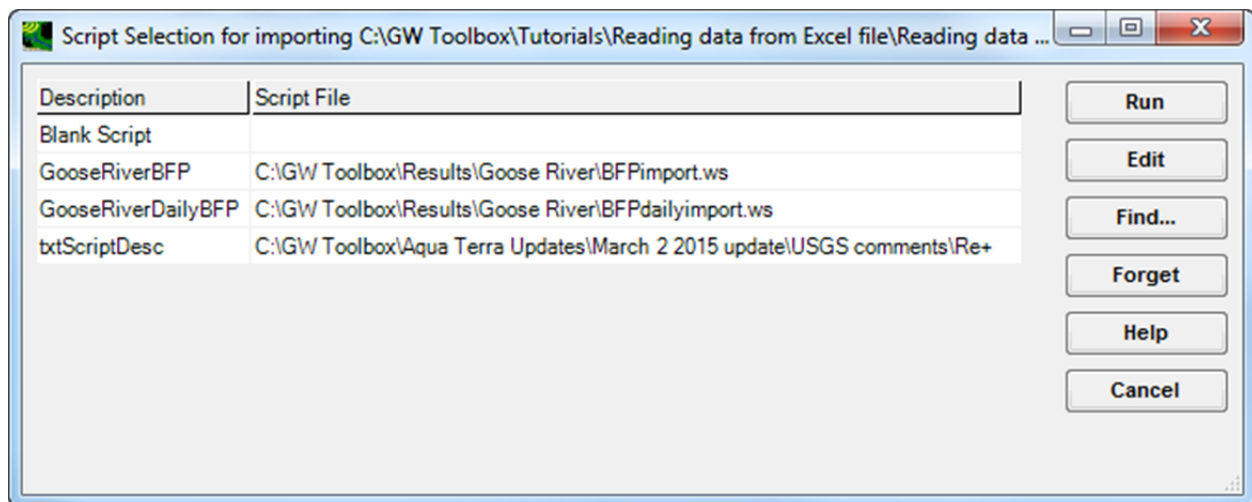 Script Selection for importing C:\GW Toolbox\Tutorials\Reading data from Excel file\Reading data ...
Description Script File
Blank Script
GooseRiverBFP C:\GW Toolbox\Results\Goose River\BFPimport.ws
GooseRiverDailyBFP C:\GW Toolbox\Results\Goose River\BFPdailyimport.ws
txtScriptDesc C:\GW Toolbox\Aqua Terra Updates\March 2 2015 update\USGS comments\Re+
Run
Edit
Find...
Forget
Help
Cancel